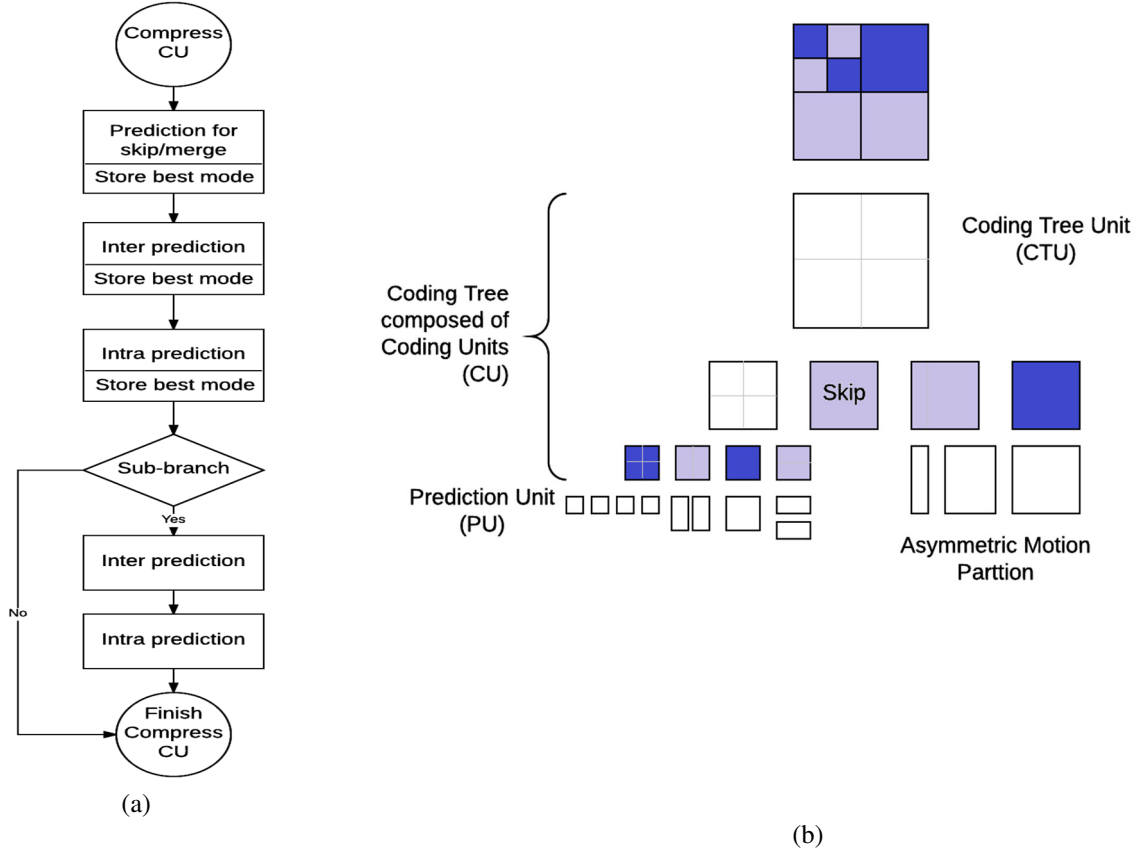 Compress
CU
Prediction for
skip/merge
Store best mode
Inter prediction
Store best mode
Intra prediction
Store best mode
Sub-branch
Yes
Inter prediction
No
Intra prediction
Finish
Compress
CU
(a)
Coding Tree Unit
(CTU)
Coding Tree
composed of
Coding Units
(CU)
Skip
Prediction Unit
(PU)
Asymmetric Motion
Parttion
(b)